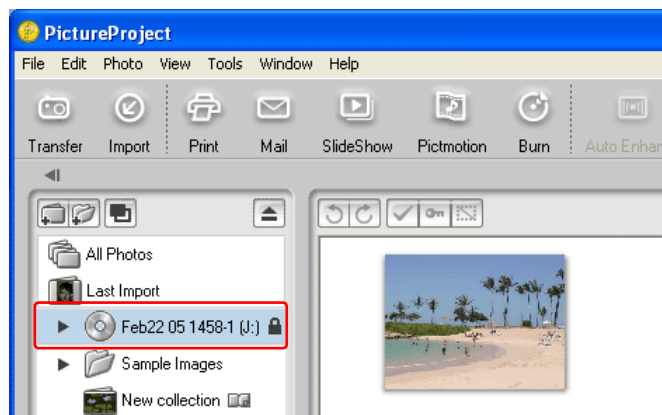 PictureProject
File Edit Photo View Tools Window Help
Transfer Import Print Mail SlideShow Pictmotion Burn Auto Enhan
All Photos
Last Import
Feb22 05 1458-1 (J:)
Sample Images
New collection